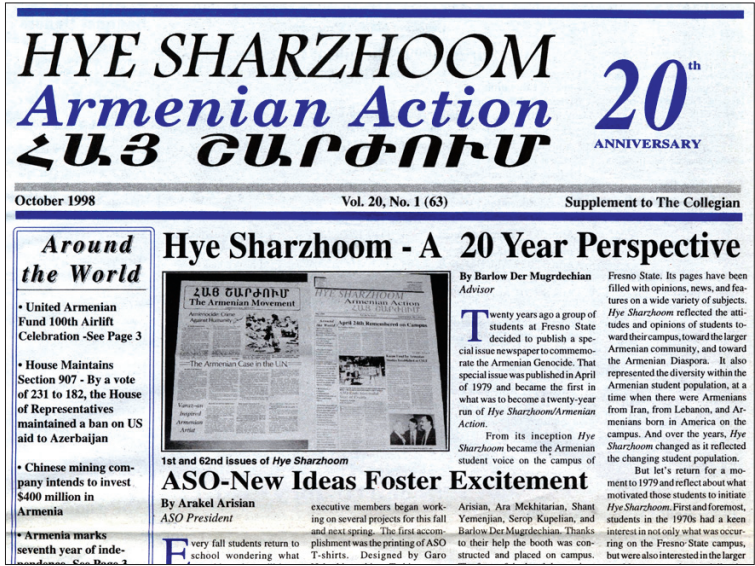 HYE SHARZHOOM
Armenian Action
ՀԱՅ ՇԱՐԺՈՒՄ
20th
ANNIVERSARY
October 1998
Vol. 20, No. 1 (63)
Supplement to The Collegian
Around
the World
• United Armenian
Fund 100th Airlift
Celebration -See Page 3
• House Maintains
Section 907 - By a vote
of 231 to 182, the House
of Representatives
maintained a ban on US
aid to Azerbaijan
• Chinese mining com-
pany intends to invest
$400 million in
Armenia
• Armenia marks
seventh year of inde-
pendence. See Page 3
Hye Sharzhoom - A 20 Year Perspective
ՀԱՅ ՇԱՐԺՈՒՄ
The Armenian Movement
Armenocide: Crime
Against Humanity
The Armenian Case in the U.N.
HYE SHARZHOOM
Armenian Action
ՀԱՅ ՇԱՐԺՈՒՄ
April 24th Remembered on Campus
1st and 62nd issues of Hye Sharzhoom
By Barlow Der Mugrdechian
Advisor
Twenty years ago a group of
students at Fresno State
decided to publish a spe-
cial issue newspaper to commemo-
rate the Armenian Genocide. That
special issue was published in April
of 1979 and became the first in
what was to become a twenty-year
run of Hye Sharzhoom/Armenian
Action.
From its inception Hye
Sharzhoom became the Armenian
student voice on the campus of
Fresno State. Its pages have been
filled with opinions, news, and fea-
tures on a wide variety of subjects.
Hye Sharzhoom reflected the atti-
tudes and opinions of students to-
ward their campus, toward the larger
Armenian community, and toward
the Armenian Diaspora. It also
represented the diversity within the
Armenian student population, at a
time when there were Armenians
from Iran, from Lebanon, and Ar-
menians born in America on the
campus. And over the years, Hye
Sharzhoom changed as it reflected
the changing student population.
But let's return for a mo-
ment to 1979 and reflect about what
motivated those students to initiate
Hye Sharzhoom. First and foremost,
students in the 1970s had a keen
interest in not only what was occur-
ring on the Fresno State campus,
but were also interested in the larger
ASO-New Ideas Foster Excitement
By Arakel Arisian
ASO President
Every fall students return to
school wondering what
executive members began work-
ing on several projects for this fall
and next spring. The first accom-
plishment was the printing of ASO
T-shirts. Designed by Garo
Arisian, Ara Mekhitarian, Shant
Yemenjian, Serop Kupelian, and
Barlow Der Mugrdechian. Thanks
to their help the booth was con-
structed and placed on campus.